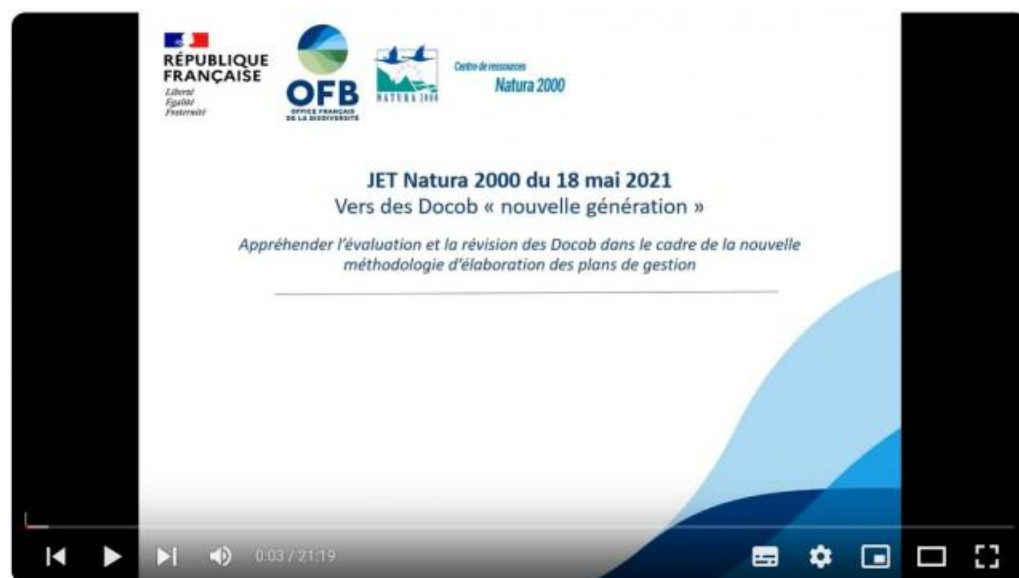 RÉPUBLIQUE
FRANÇAISE
Liberté
Égalité
Fraternité
OFB
OFFICE FRANÇAIS
DE LA BIODIVERSITÉ
NATURA 2000
Centre de ressources
Natura 2000
JET Natura 2000 du 18 mai 2021
Vers des Docob « nouvelle génération »
Appréhender l’évaluation et la révision des Docob dans le cadre de la nouvelle
méthodologie d’élaboration des plans de gestion
0:03 / 21:19